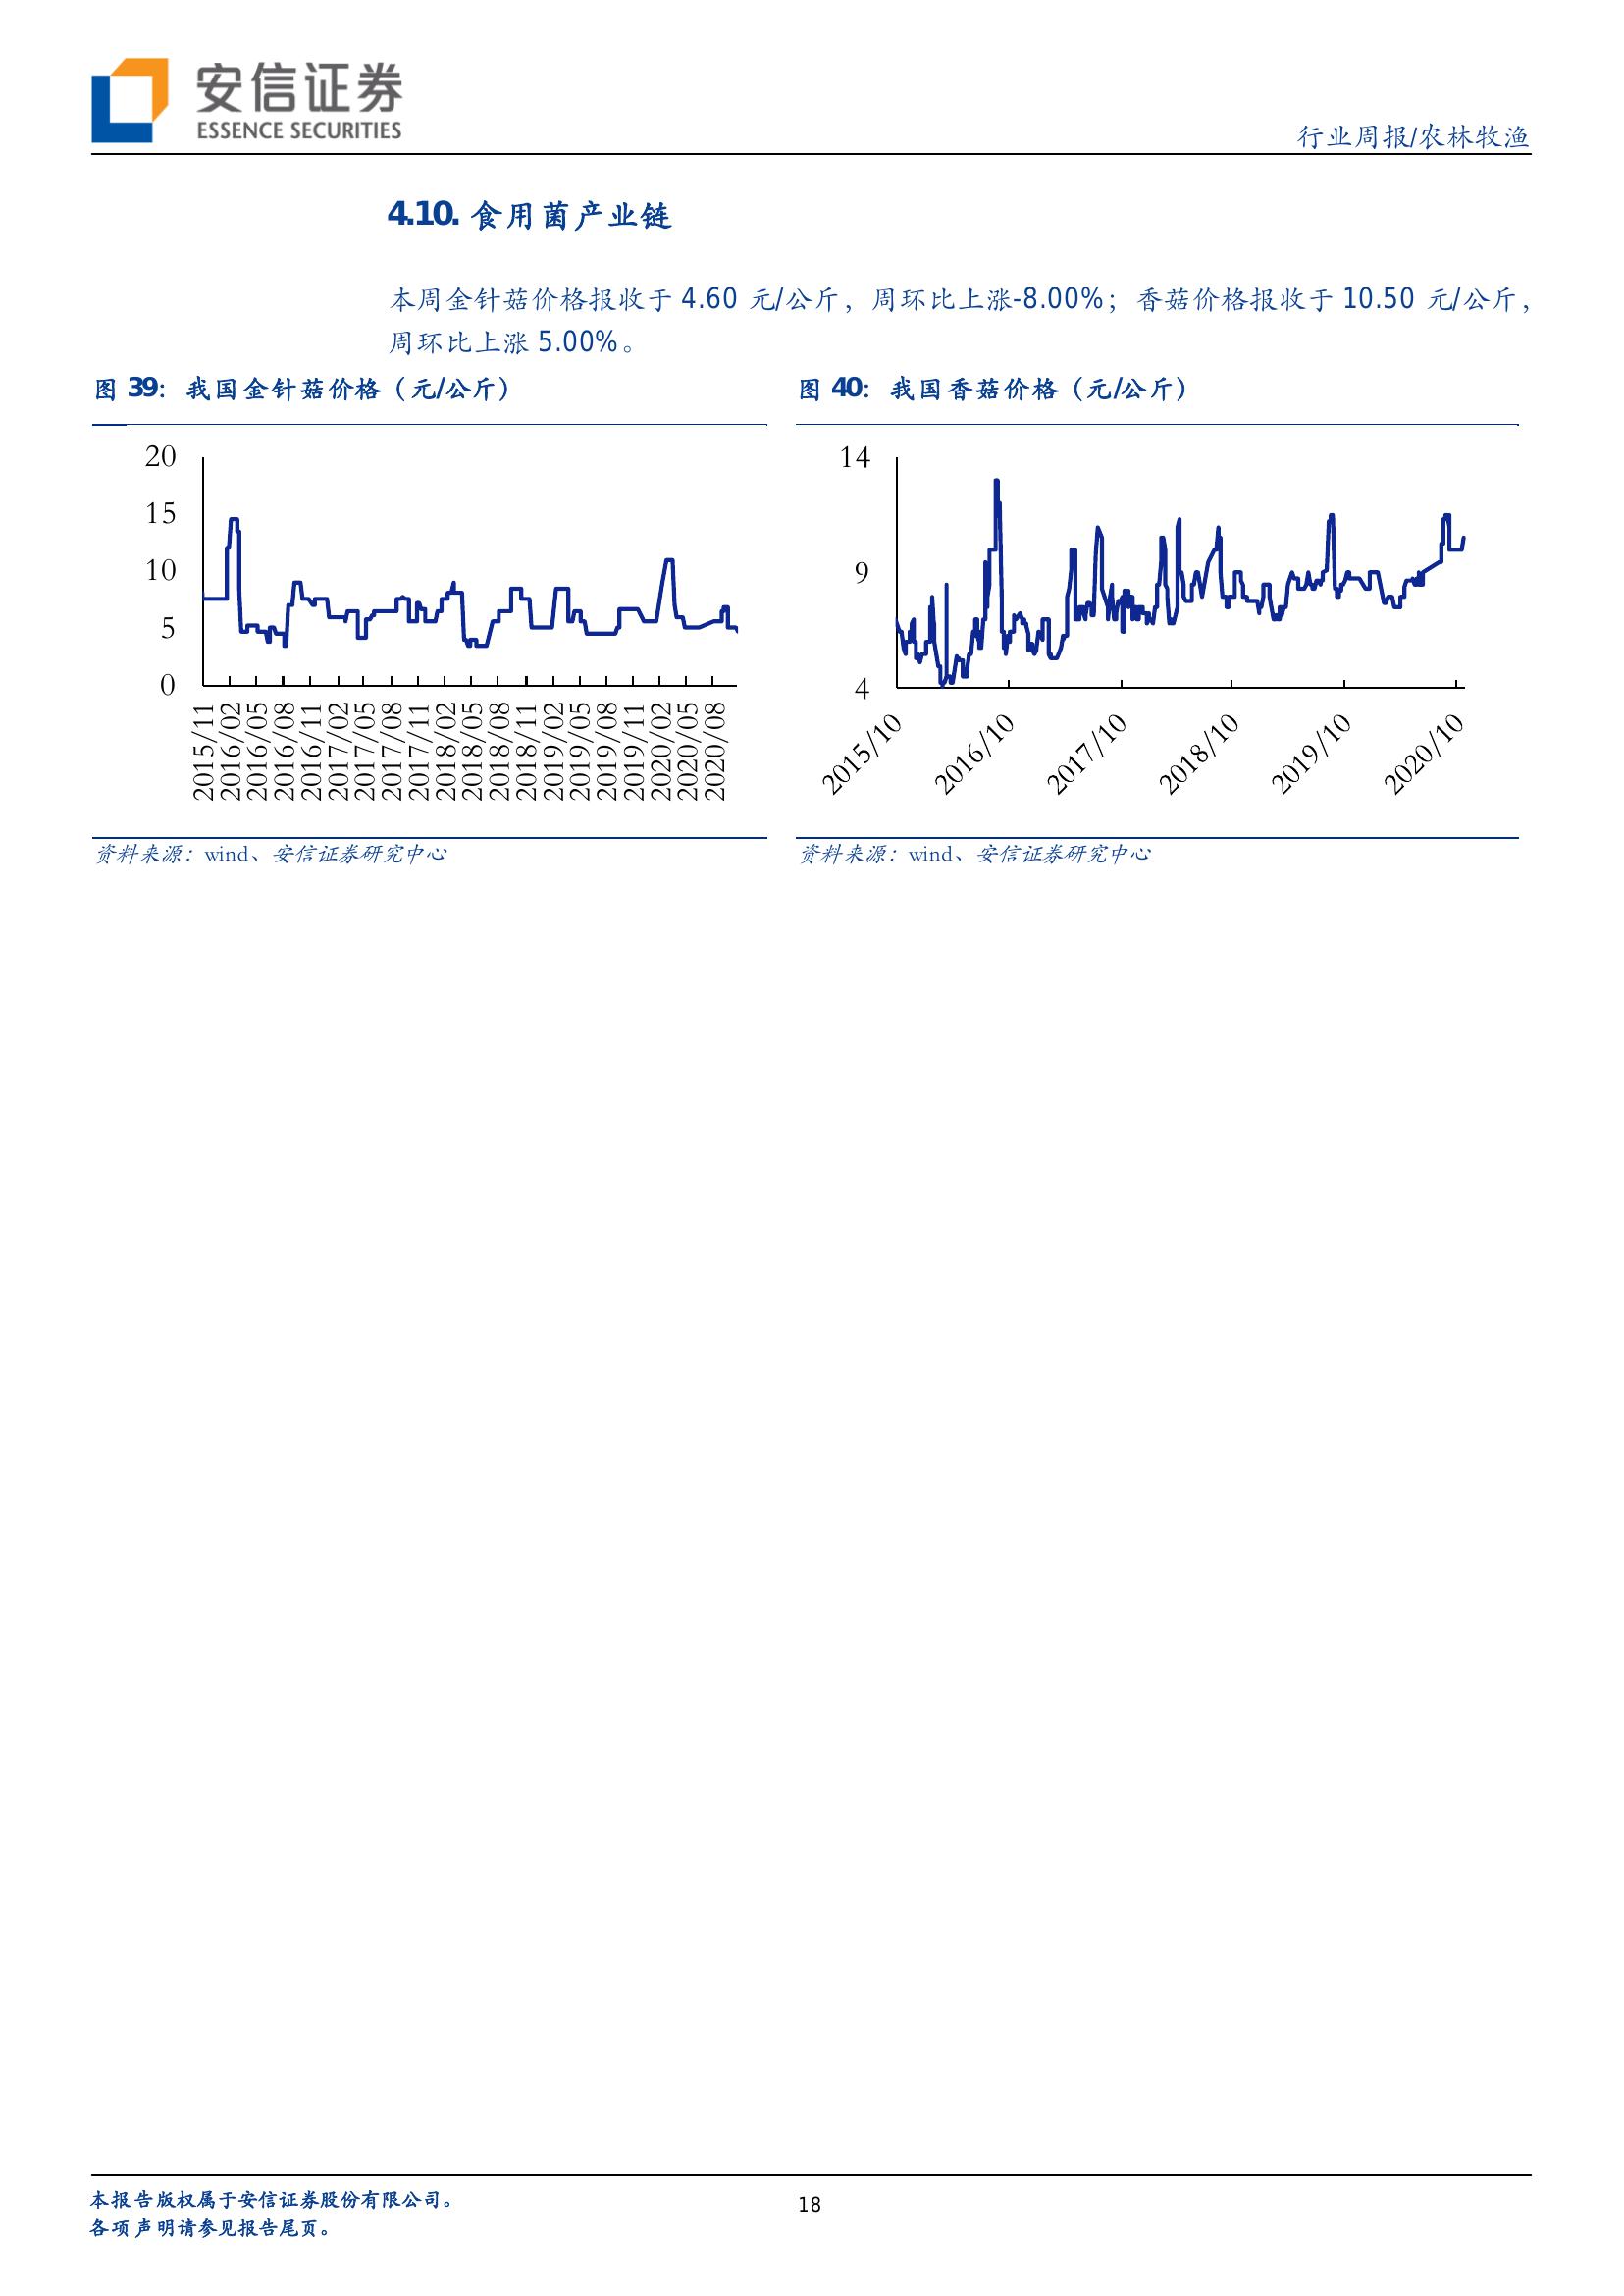 安信证券
ESSENCE SECURITIES
行业周报/农林牧渔
4.10. 食用菌产业链
本周金针菇价格报收于 4.60 元/公斤，周环比上涨-8.00%；香菇价格报收于 10.50 元/公斤，
周环比上涨 5.00%。
图 39：我国金针菇价格（元/公斤）
20
15
10
5
0
2015/11
2016/02
2016/05
2016/08
2016/11
2017/02
2017/05
2017/08
2017/11
2018/02
2018/05
2018/08
2018/11
2019/02
2019/05
2019/08
2019/11
2020/02
2020/05
2020/08
资料来源：wind、安信证券研究中心
图 40：我国香菇价格（元/公斤）
14
9
4
2015/10
2016/10
2017/10
2018/10
2019/10
2020/10
资料来源：wind、安信证券研究中心
本报告版权属于安信证券股份有限公司。
各项声明请参见报告尾页。
18